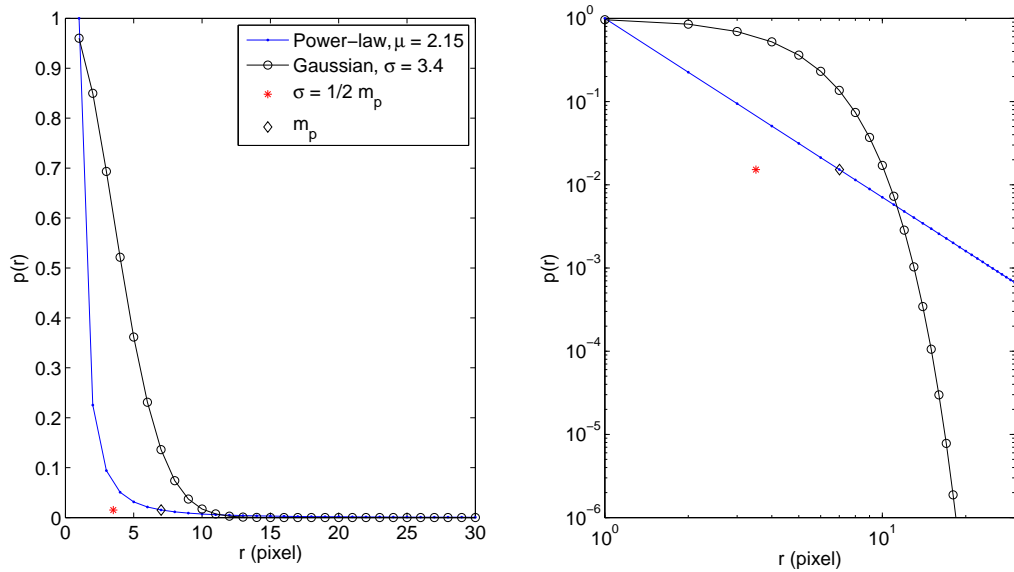 1
0.9
0.8
0.7
0.6
0.5
0.4
0.3
0.2
0.1
0
0 5 10 15 20 25 30
r (pixel)
p(r)
Power−law, μ = 2.15
Gaussian, σ = 3.4
σ = 1/2 m_p
m_p
10^0
10^−1
10^−2
10^−3
10^−4
10^−5
10^−6
10^0 10^1
r (pixel)
p(r)